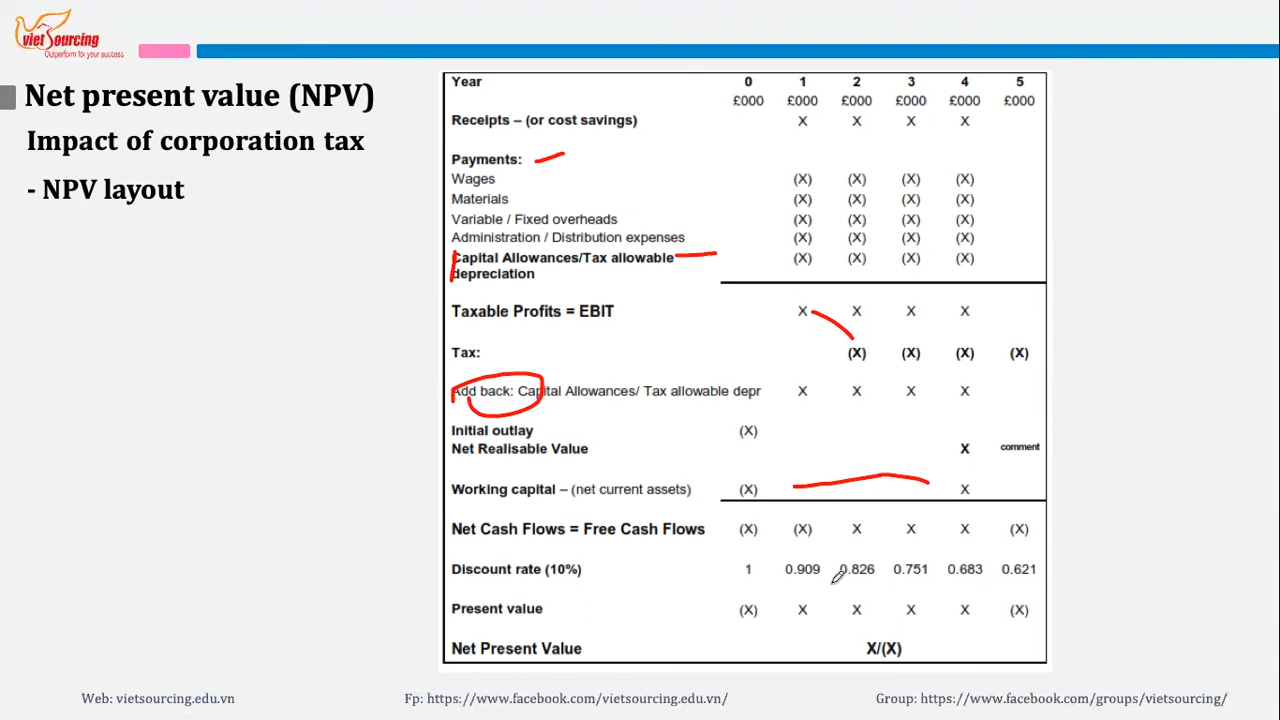 vietSourcing
Outperform for your success
Net present value (NPV)
Impact of corporation tax
- NPV layout
Year 0 1 2 3 4 5
£000 £000 £000 £000 £000 £000
Receipts – (or cost savings) X X X X
Payments:
Wages (X) (X) (X) (X)
Materials (X) (X) (X) (X)
Variable / Fixed overheads (X) (X) (X) (X)
Administration / Distribution expenses (X) (X) (X) (X)
Capital Allowances/Tax allowable (X) (X) (X) (X)
depreciation
Taxable Profits = EBIT X X X X
Tax: (X) (X) (X) (X)
Add back: Capital Allowances/ Tax allowable depr X X X X
Initial outlay (X)
Net Realisable Value X comment
Working capital – (net current assets) (X) X
Net Cash Flows = Free Cash Flows (X) (X) X X X (X)
Discount rate (10%) 1 0.909 0.826 0.751 0.683 0.621
Present value (X) X X X X (X)
Net Present Value X/(X)
Web: vietsourcing.edu.vn
Fp: https://www.facebook.com/vietsourcing.edu.vn/
Group: https://www.facebook.com/groups/vietsourcing/